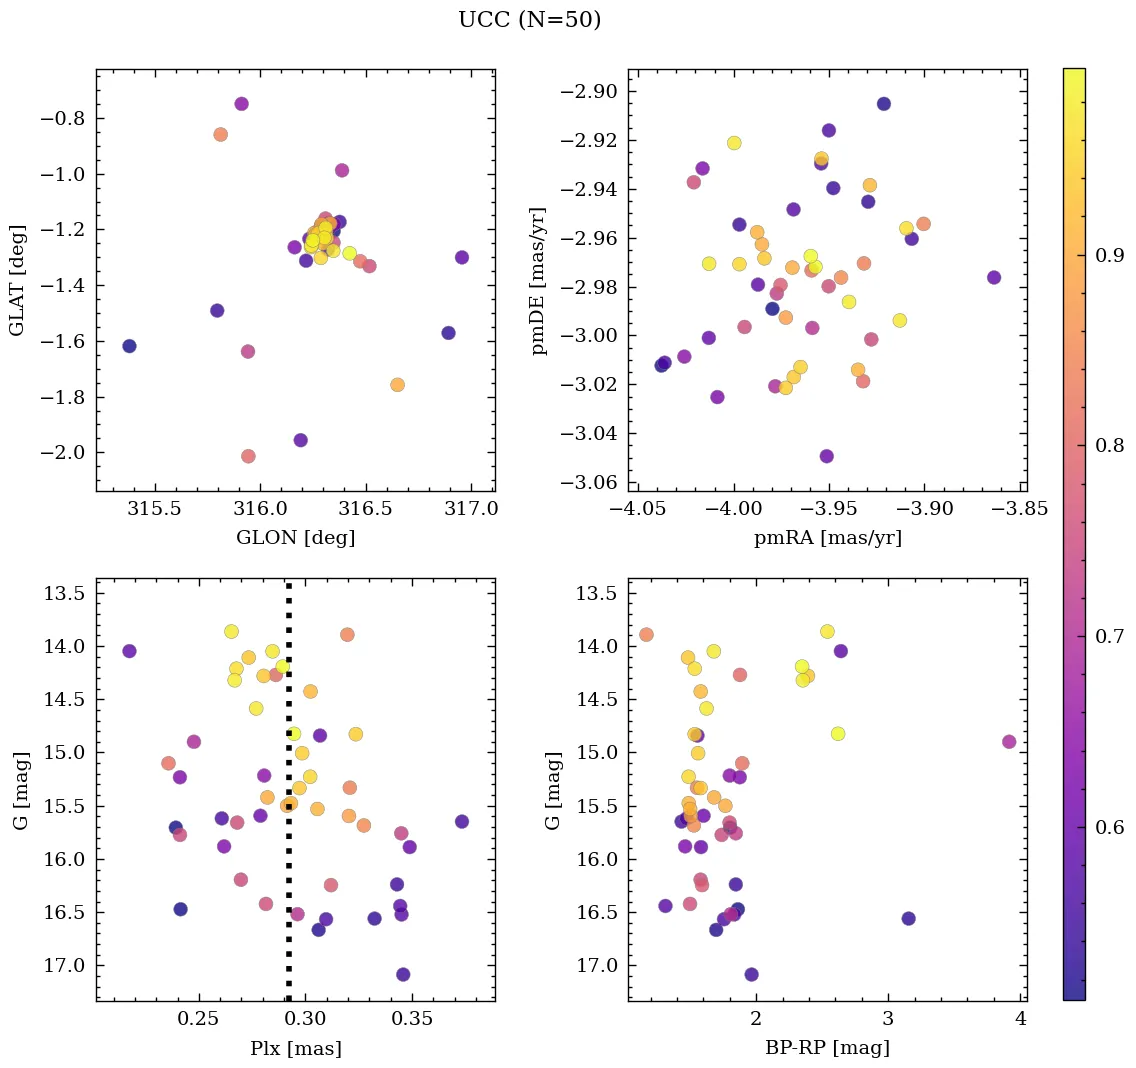 UCC (N=50)
−0.8
−1.0
−1.2
−1.4
−1.6
−1.8
−2.0
GLAT [deg]
315.5 316.0 316.5 317.0
GLON [deg]
−2.90
−2.92
−2.94
−2.96
−2.98
−3.00
−3.02
−3.04
−3.06
pmDE [mas/yr]
−4.05 −4.00 −3.95 −3.90 −3.85
pmRA [mas/yr]
13.5
14.0
14.5
15.0
15.5
16.0
16.5
17.0
G [mag]
0.25 0.30 0.35
Plx [mas]
13.5
14.0
14.5
15.0
15.5
16.0
16.5
17.0
G [mag]
2 3 4
BP-RP [mag]
0.9
0.8
0.7
0.6